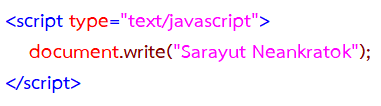 <script type="text/javascript">
document.write("Sarayut Neankratok");
</script>